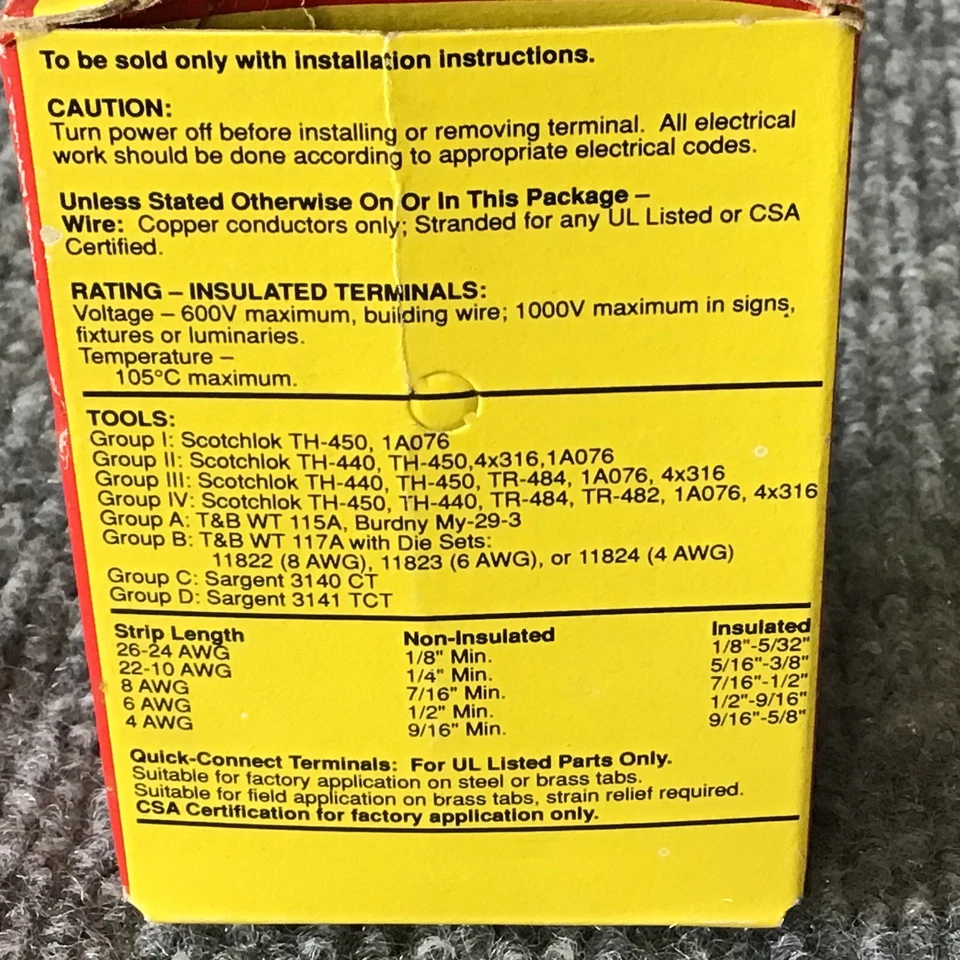 To be sold only with installation instructions.
CAUTION:
Turn power off before installing or removing terminal. All electrical
work should be done according to appropriate electrical codes.
Unless Stated Otherwise On Or In This Package –
Wire: Copper conductors only; Stranded for any UL Listed or CSA
Certified.
RATING – INSULATED TERMINALS:
Voltage – 600V maximum, building wire; 1000V maximum in signs,
fixtures or luminaries.
Temperature –
105°C maximum.
TOOLS:
Group I: Scotchlok TH-450, 1A076
Group II: Scotchlok TH-440, TH-450,4x316,1A076
Group III: Scotchlok TH-440, TH-450, TR-484, 1A076, 4x316
Group IV: Scotchlok TH-450, TH-440, TR-484, TR-482, 1A076, 4x316
Group A: T&B WT 115A, Burdny My-29-3
Group B: T&B WT 117A with Die Sets:
11822 (8 AWG), 11823 (6 AWG), or 11824 (4 AWG)
Group C: Sargent 3140 CT
Group D: Sargent 3141 TCT
Strip Length Non-Insulated Insulated
26-24 AWG 1/8" Min. 1/8"-5/32"
22-10 AWG 1/4" Min. 5/16"-3/8"
8 AWG 7/16" Min. 7/16"-1/2"
6 AWG 1/2" Min. 1/2"-9/16"
4 AWG 9/16" Min. 9/16"-5/8"
Quick-Connect Terminals: For UL Listed Parts Only.
Suitable for factory application on steel or brass tabs.
Suitable for field application on brass tabs, strain relief required.
CSA Certification for factory application only.